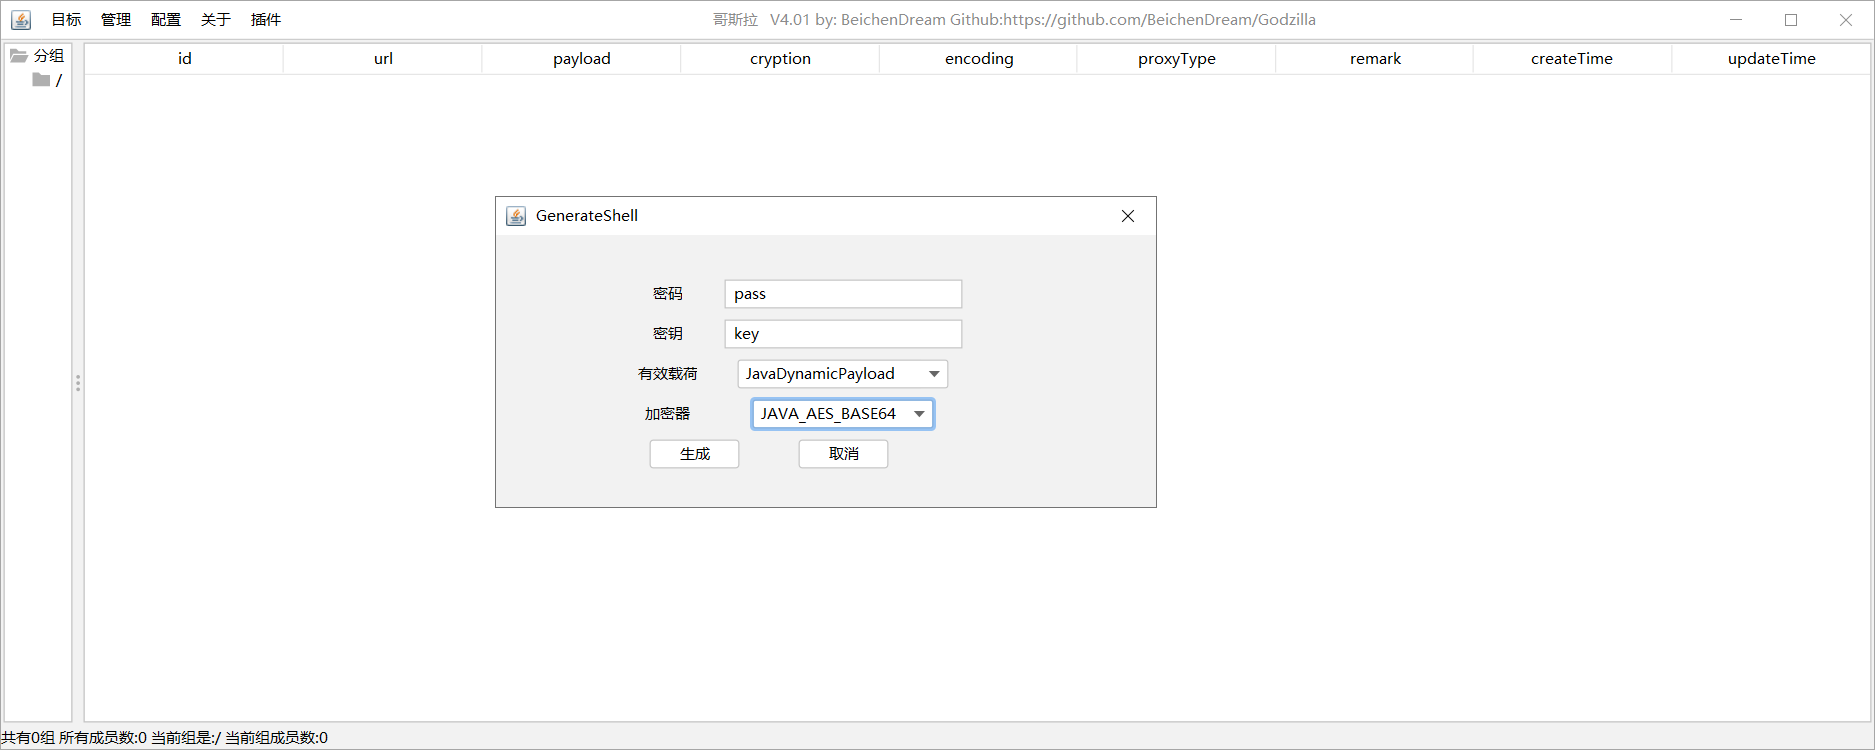 目标 管理 配置 关于 插件 哥斯拉 V4.01 by: BeichenDream Github:https://github.com/BeichenDream/Godzilla
分组
/
id url payload cryption encoding proxyType remark createTime updateTime
GenerateShell
密码 pass
密钥 key
有效载荷 JavaDynamicPayload
加密器 JAVA_AES_BASE64
生成 取消
共有0组 所有成员数:0 当前组是:/ 当前组成员数:0